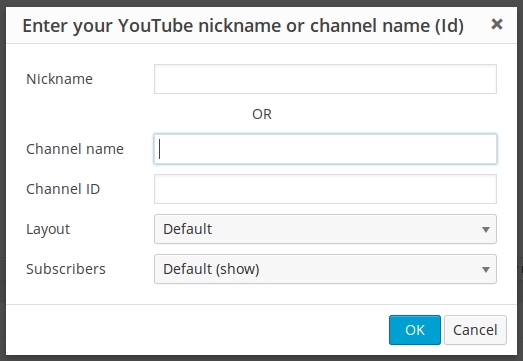 Enter your YouTube nickname or channel name (Id) ×
Nickname
OR
Channel name
Channel ID
Layout Default
Subscribers Default (show)
OK Cancel